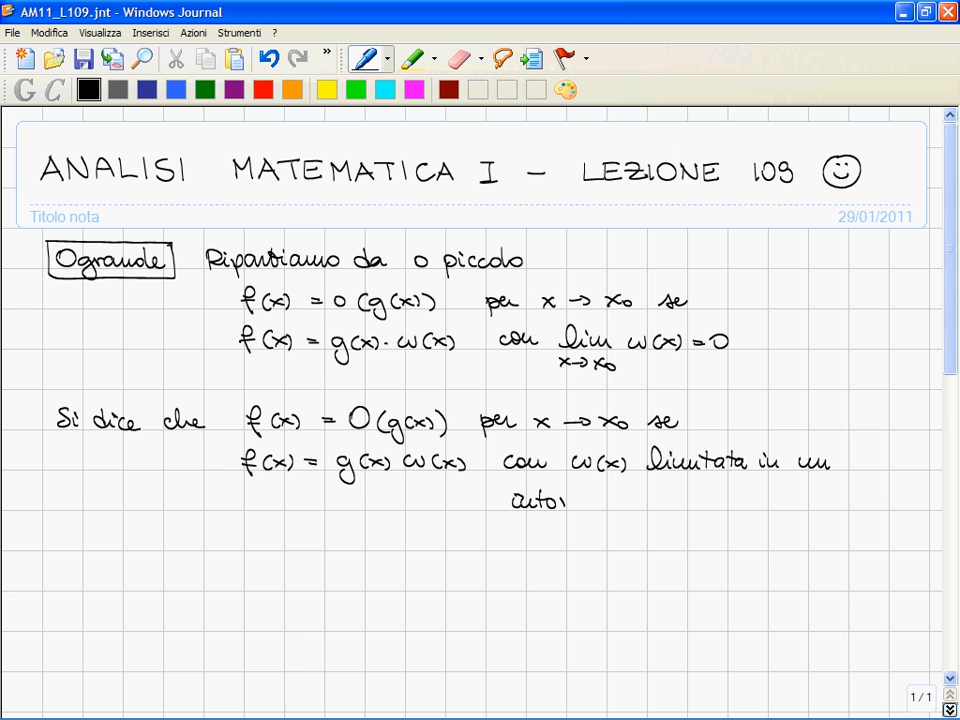 AM11_L109.jnt - Windows Journal
File Modifica Visualizza Inserisci Azioni Strumenti ?
G C
ANALISI MATEMATICA I - LEZIONE 109
Titolo nota 29/01/2011
Ogrande Ripartiamo da o piccolo
f(x) = o(g(x)) per x → x0 se
f(x) = g(x)·ω(x) con lim ω(x) = 0
x→x0
Si dice che f(x) = O(g(x)) per x → x0 se
f(x) = g(x) ω(x) con ω(x) limitata in un
1 / 1